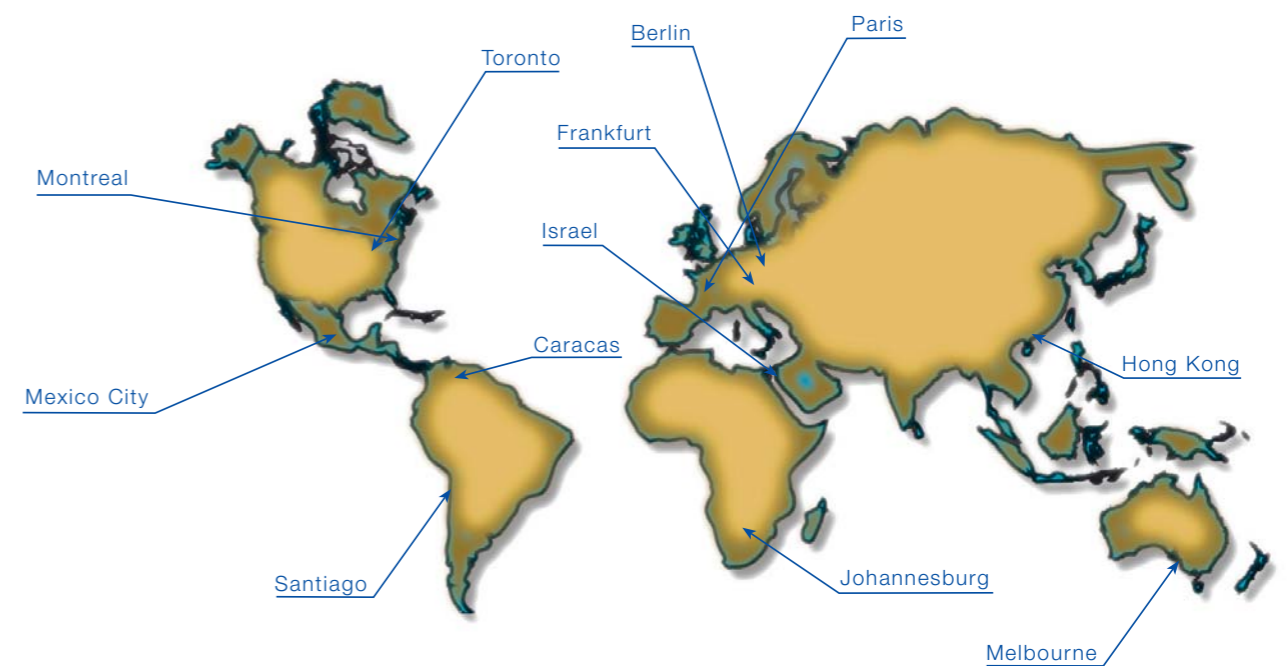 Paris
Berlin
Toronto
Frankfurt
Montreal
Israel
Caracas
Hong Kong
Mexico City
Santiago
Johannesburg
Melbourne